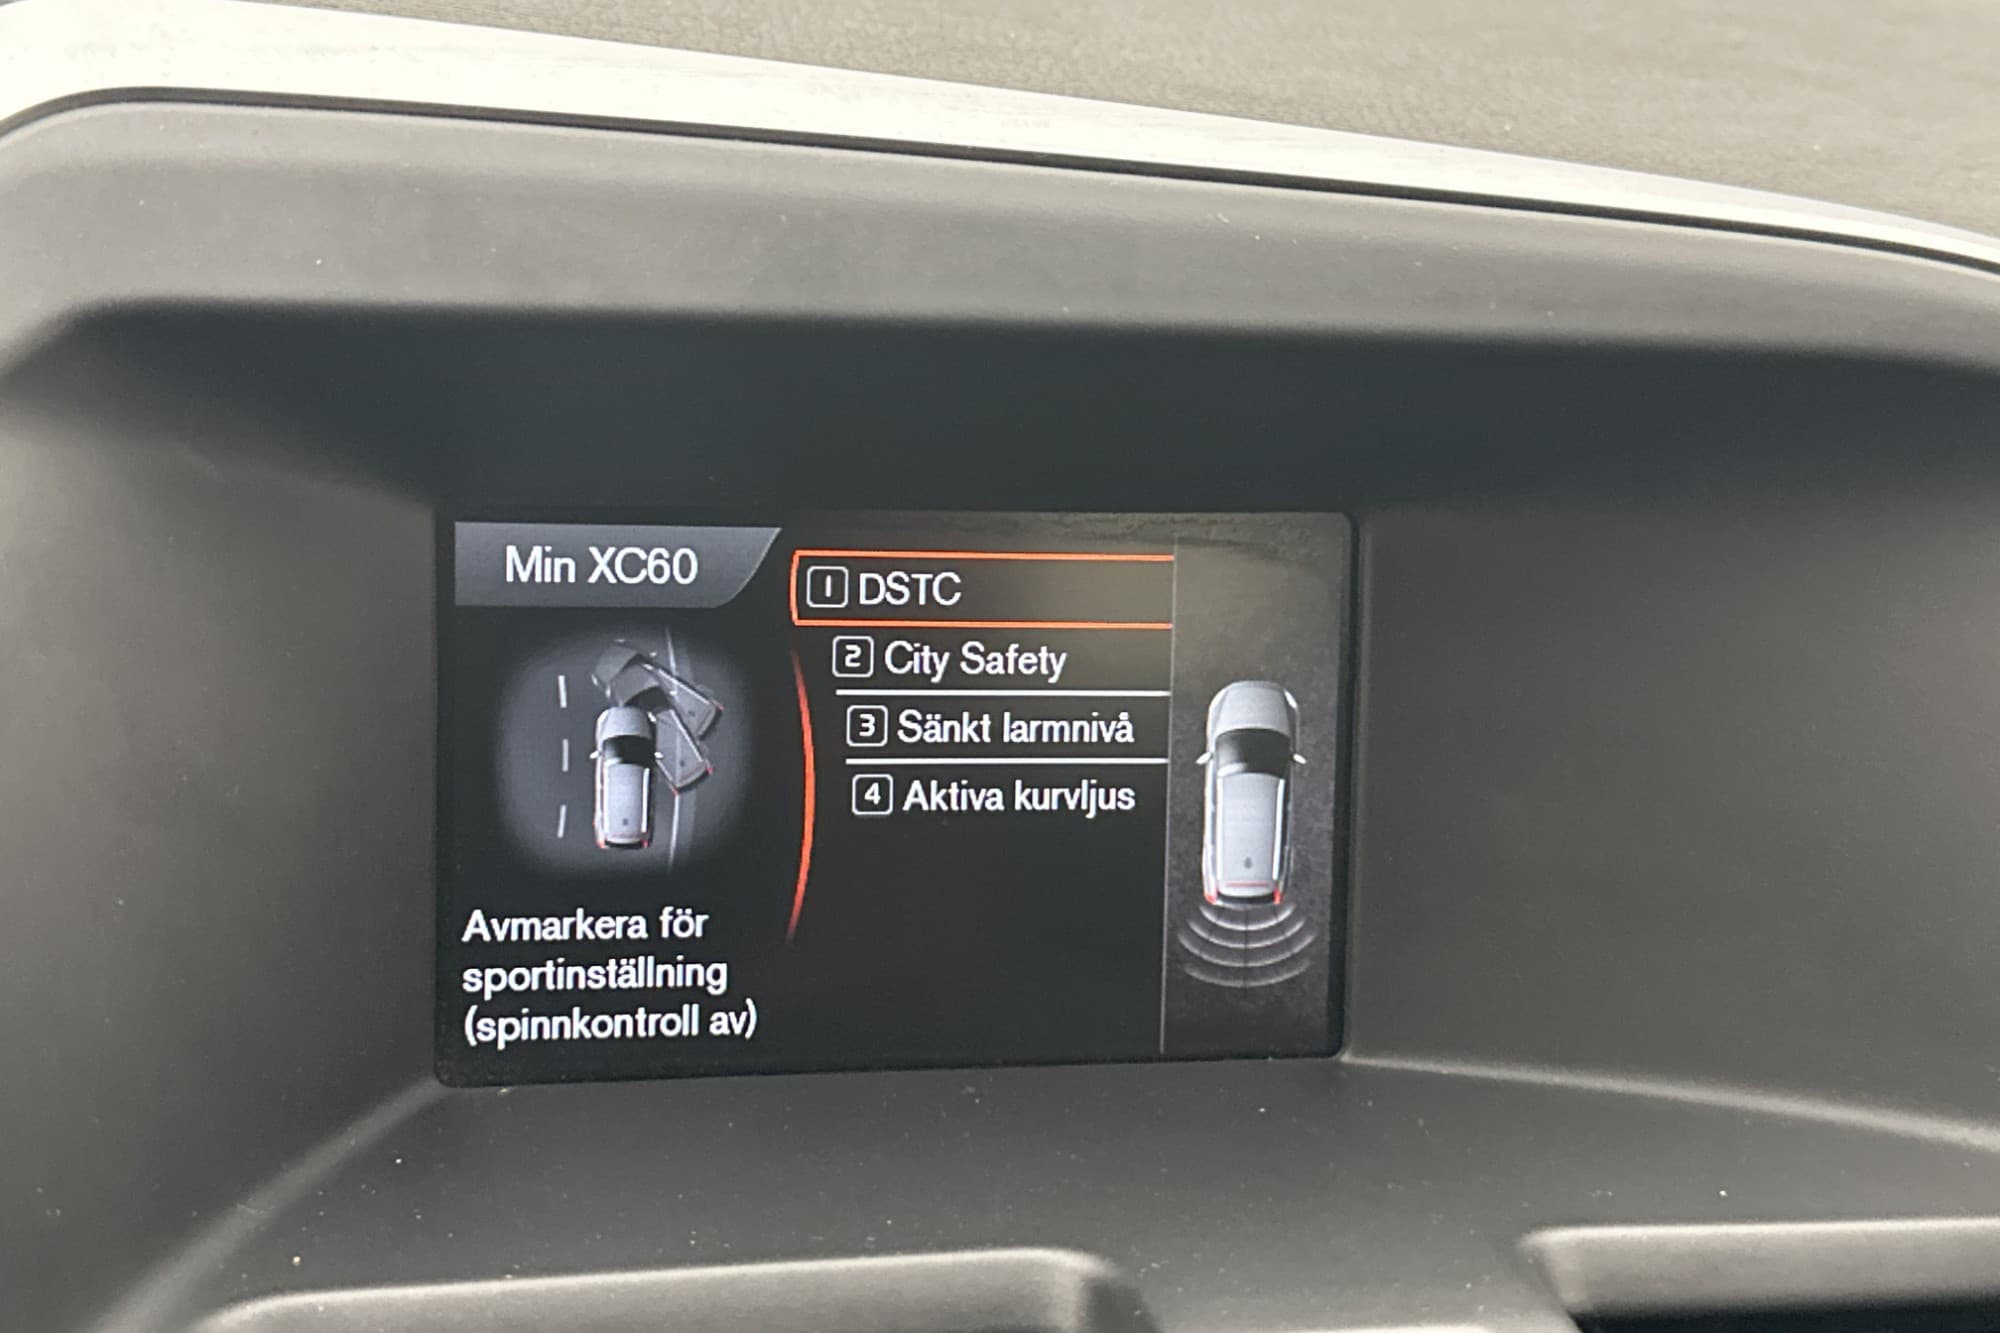 Min XC60
1 DSTC
2 City Safety
3 Sänkt larmnivå
4 Aktiva kurvljus
Avmarkera för
sportinställning
(spinnkontroll av)